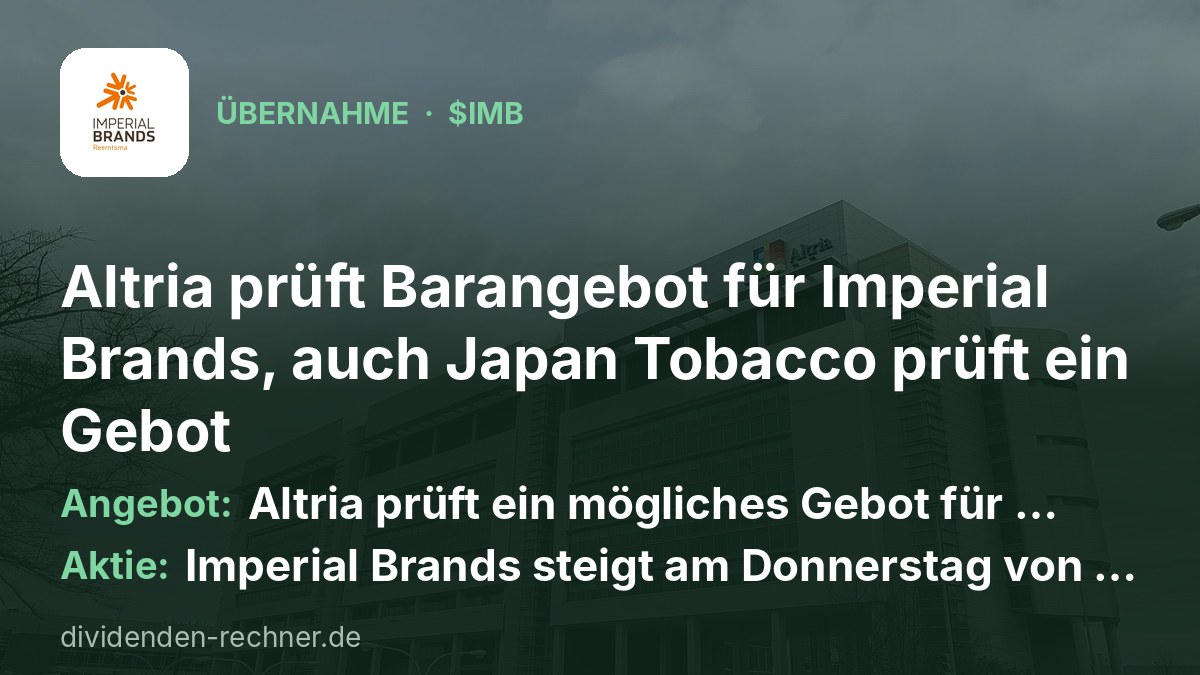 IMPERIAL
BRANDS
Reemtsma
ÜBERNAHME · $IMB
Altria
Altria prüft Barangebot für Imperial
Brands, auch Japan Tobacco prüft ein
Gebot
Angebot: Altria prüft ein mögliches Gebot für …
Aktie: Imperial Brands steigt am Donnerstag von …
dividenden-rechner.de